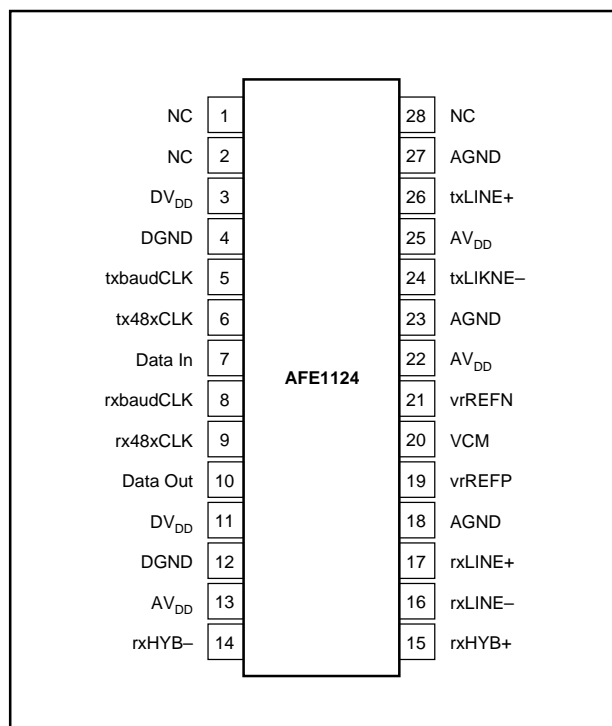 NC 1 28 NC
NC 2 27 AGND
DVDD 3 26 txLINE+
DGND 4 25 AVDD
txbaudCLK 5 24 txLIKNE–
tx48xCLK 6 23 AGND
Data In 7 22 AVDD
AFE1124
rxbaudCLK 8 21 vrREFN
rx48xCLK 9 20 VCM
Data Out 10 19 vrREFP
DVDD 11 18 AGND
DGND 12 17 rxLINE+
AVDD 13 16 rxLINE–
rxHYB– 14 15 rxHYB+